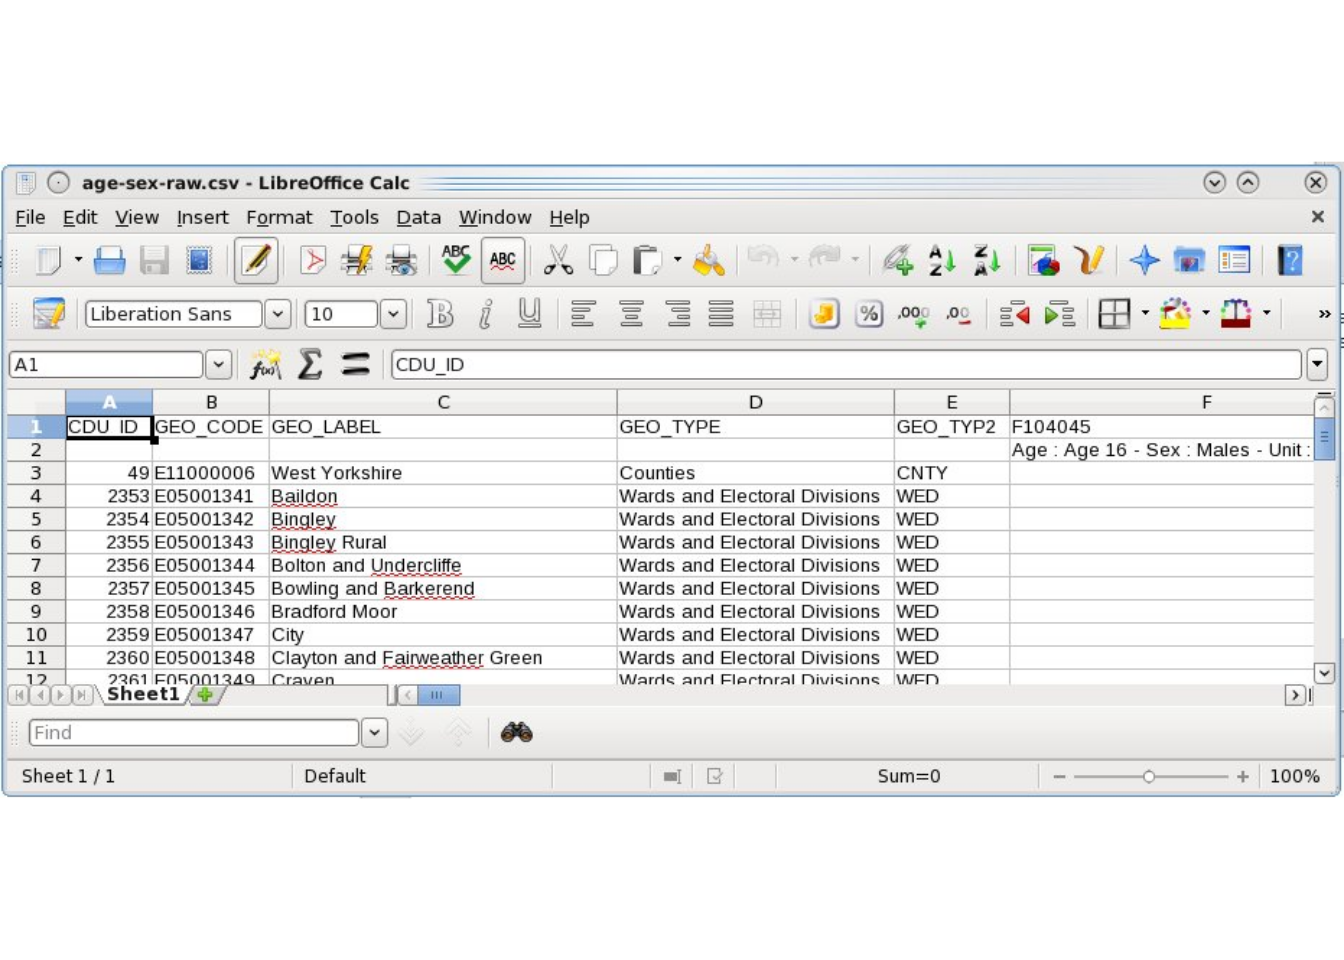 age-sex-raw.csv - LibreOffice Calc
File Edit View Insert Format Tools Data Window Help
ABC ABC A Z Z A
Liberation Sans 10 B i U % .000 .00
A1 f(x) Σ = CDU_ID
A B C D E F
1 CDU_ID GEO_CODE GEO_LABEL GEO_TYPE GEO_TYP2 F104045
2 Age : Age 16 - Sex : Males - Unit :
3 49 E11000006 West Yorkshire Counties CNTY
4 2353 E05001341 Baildon Wards and Electoral Divisions WED
5 2354 E05001342 Bingley Wards and Electoral Divisions WED
6 2355 E05001343 Bingley Rural Wards and Electoral Divisions WED
7 2356 E05001344 Bolton and Undercliffe Wards and Electoral Divisions WED
8 2357 E05001345 Bowling and Barkerend Wards and Electoral Divisions WED
9 2358 E05001346 Bradford Moor Wards and Electoral Divisions WED
10 2359 E05001347 City Wards and Electoral Divisions WED
11 2360 E05001348 Clayton and Fairweather Green Wards and Electoral Divisions WED
12 2361 E05001349 Craven Wards and Electoral Divisions WED
Sheet1
Find
Sheet 1 / 1 Default Sum=0 100%